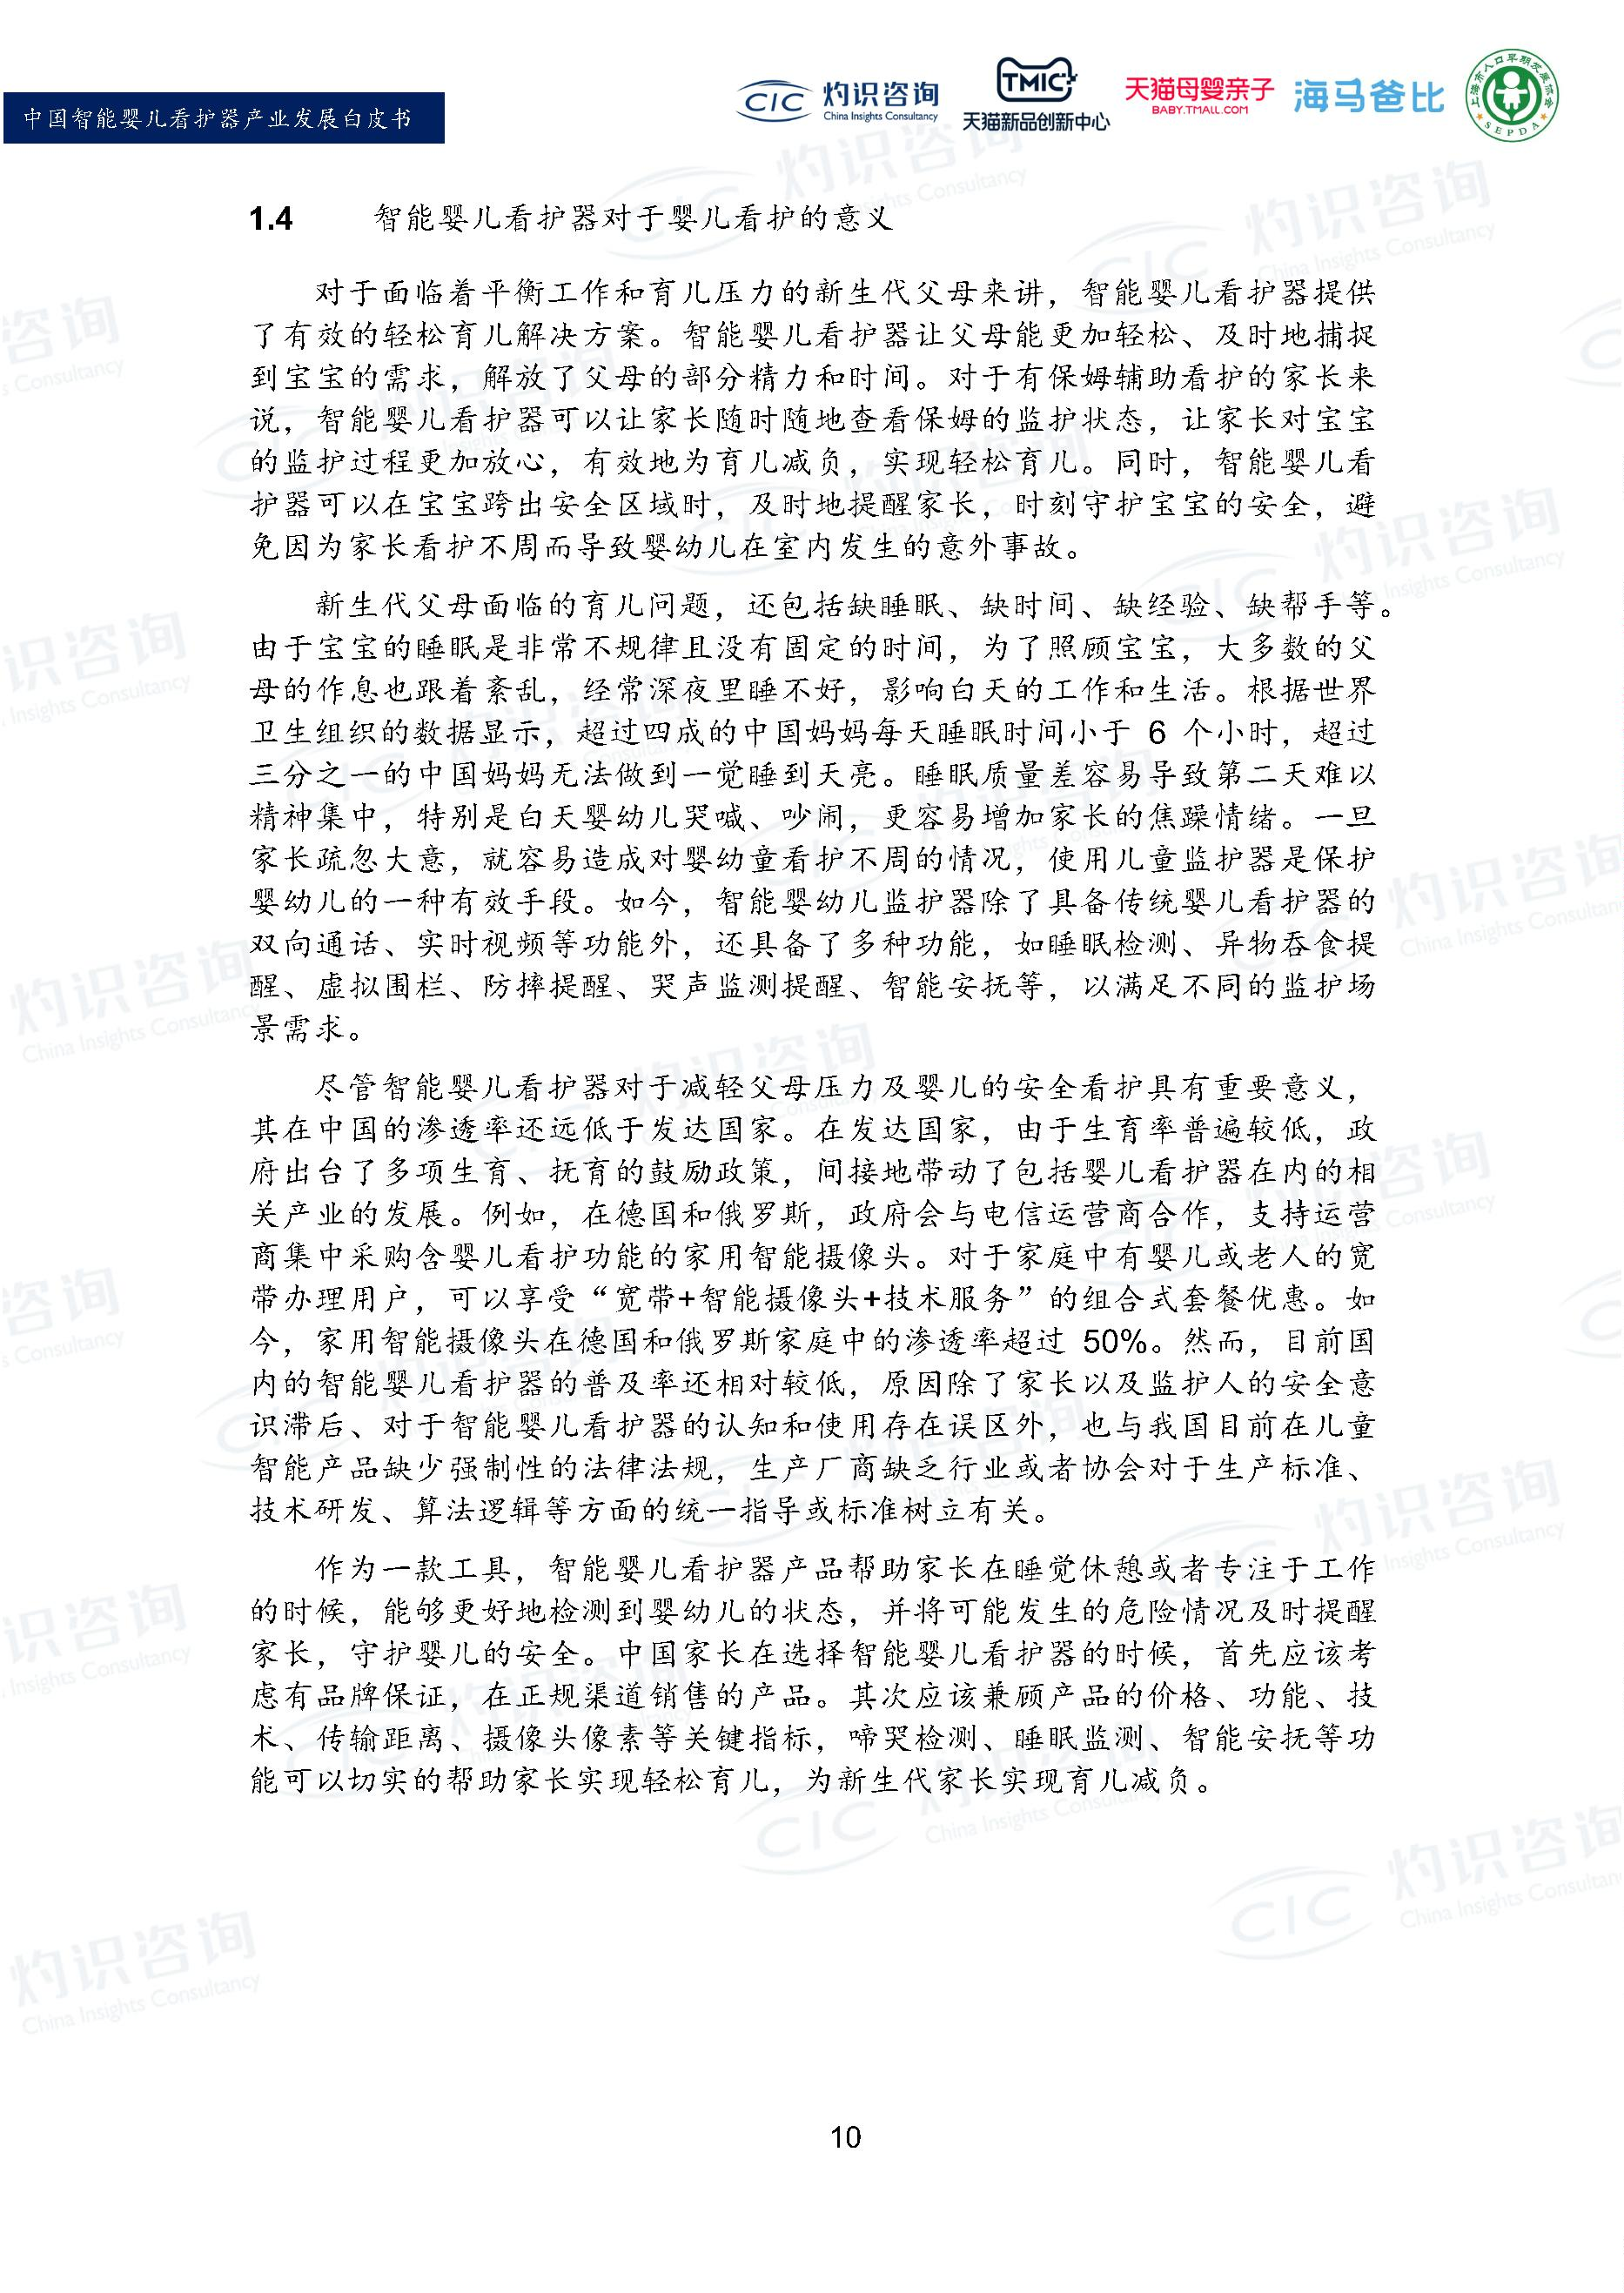 中国智能婴儿看护器产业发展白皮书
CIC 灼识咨询
China Insights Consultancy
TMIC
天猫新品创新中心
天猫母婴亲子
BABY.TMALL.COM
海马爸比
上海市人口早期发展协会
SEPDA
1.4 智能婴儿看护器对于婴儿看护的意义
对于面临着平衡工作和育儿压力的新生代父母来讲，智能婴儿看护器提供
了有效的轻松育儿解决方案。智能婴儿看护器让父母能更加轻松、及时地捕捉
到宝宝的需求，解放了父母的部分精力和时间。对于有保姆辅助看护的家长来
说，智能婴儿看护器可以让家长随时随地查看保姆的监护状态，让家长对宝宝
的监护过程更加放心，有效地为育儿减负，实现轻松育儿。同时，智能婴儿看
护器可以在宝宝跨出安全区域时，及时地提醒家长，时刻守护宝宝的安全，避
免因为家长看护不周而导致婴幼儿在室内发生的意外事故。
新生代父母面临的育儿问题，还包括缺睡眠、缺时间、缺经验、缺帮手等。
由于宝宝的睡眠是非常不规律且没有固定的时间，为了照顾宝宝，大多数的父
母的作息也跟着紊乱，经常深夜里睡不好，影响白天的工作和生活。根据世界
卫生组织的数据显示，超过四成的中国妈妈每天睡眠时间小于 6 个小时，超过
三分之一的中国妈妈无法做到一觉睡到天亮。睡眠质量差容易导致第二天难以
精神集中，特别是白天婴幼儿哭喊、吵闹，更容易增加家长的焦躁情绪。一旦
家长疏忽大意，就容易造成对婴幼童看护不周的情况，使用儿童监护器是保护
婴幼儿的一种有效手段。如今，智能婴幼儿监护器除了具备传统婴儿看护器的
双向通话、实时视频等功能外，还具备了多种功能，如睡眠检测、异物吞食提
醒、虚拟围栏、防摔提醒、哭声监测提醒、智能安抚等，以满足不同的监护场
景需求。
尽管智能婴儿看护器对于减轻父母压力及婴儿的安全看护具有重要意义，
其在中国的渗透率还远低于发达国家。在发达国家，由于生育率普遍较低，政
府出台了多项生育、抚育的鼓励政策，间接地带动了包括婴儿看护器在内的相
关产业的发展。例如，在德国和俄罗斯，政府会与电信运营商合作，支持运营
商集中采购含婴儿看护功能的家用智能摄像头。对于家庭中有婴儿或老人的宽
带办理用户，可以享受“宽带+智能摄像头+技术服务”的组合式套餐优惠。如
今，家用智能摄像头在德国和俄罗斯家庭中的渗透率超过 50%。然而，目前国
内的智能婴儿看护器的普及率还相对较低，原因除了家长以及监护人的安全意
识滞后、对于智能婴儿看护器的认知和使用存在误区外，也与我国目前在儿童
智能产品缺少强制性的法律法规，生产厂商缺乏行业或者协会对于生产标准、
技术研发、算法逻辑等方面的统一指导或标准树立有关。
作为一款工具，智能婴儿看护器产品帮助家长在睡觉休憩或者专注于工作
的时候，能够更好地检测到婴幼儿的状态，并将可能发生的危险情况及时提醒
家长，守护婴儿的安全。中国家长在选择智能婴儿看护器的时候，首先应该考
虑有品牌保证，在正规渠道销售的产品。其次应该兼顾产品的价格、功能、技
术、传输距离、摄像头像素等关键指标，啼哭检测、睡眠监测、智能安抚等功
能可以切实的帮助家长实现轻松育儿，为新生代家长实现育儿减负。
10